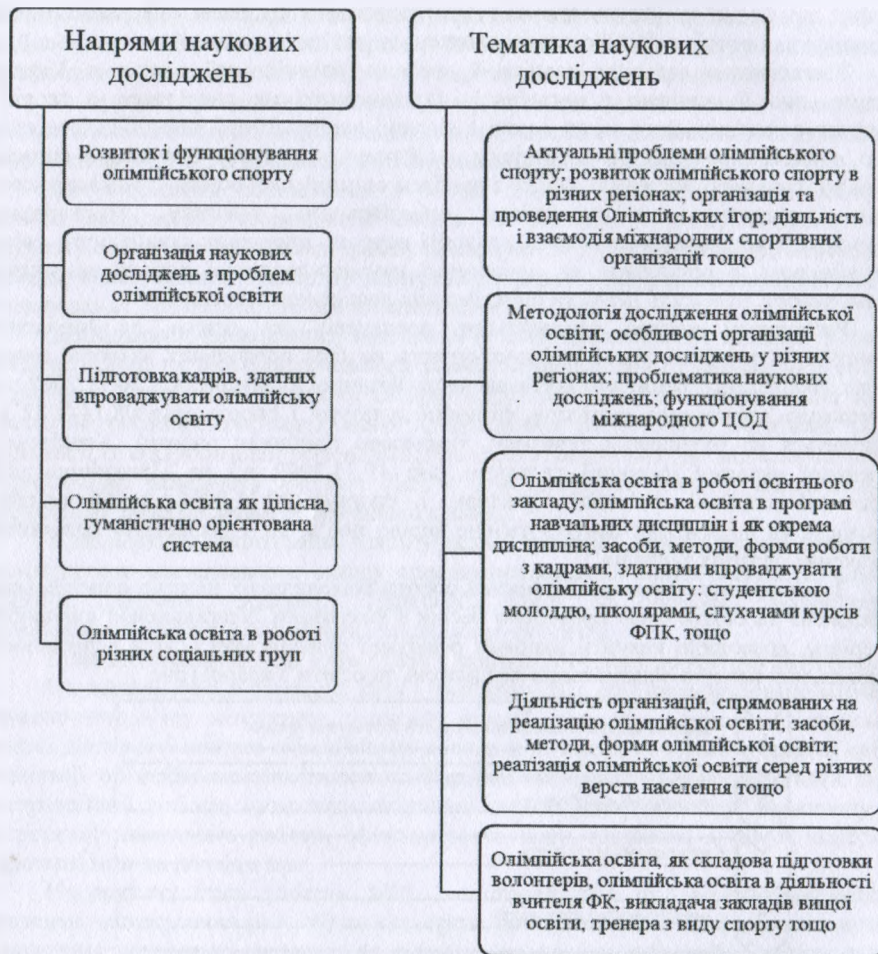 Напрями наукових
досліджень
Розвиток і функціонування
олімпійського спорту
Організація наукових
досліджень з проблем
олімпійської освіти
Підготовка кадрів, здатних
впроваджувати олімпійську
освіту
Олімпійська освіта як цілісна
гуманістично орієнтована
система
Олімпійська освіта в роботі
різних соціальних груп
Тематика наукових
досліджень
Актуальні проблеми олімпійського
спорту; розвиток олімпійського спорту в
різних регіонах; організація та
проведення Олімпійських ігор; діяльність
і взаємодія міжнародних спортивних
організацій тощо
Методологія дослідження олімпійської
освіти; особливості організації
олімпійських досліджень у різних
регіонах; проблематика наукових
досліджень; функціонування
міжнародного ЦОД
Олімпійська освіта в роботі освітнього
закладу; олімпійська освіта в програмі
навчальних дисциплін і як окрема
дисципліна; засоби, методи, форми роботи
з кадрами, здатними впроваджувати
олімпійську освіту: студентською
молоддю, школярами, слухачами курсів
ФПК, тощо
Діяльність організацій, спрямованих на
реалізацію олімпійської освіти; засоби,
методи, форми олімпійської освіти;
реалізація олімпійської освіти серед різних
верств населення тощо
Олімпійська освіта, як складова підготовки
волонтерів, олімпійська освіта в діяльності
вчителя ФК, викладача закладів вищої
освіти, тренера з виду спорту тощо